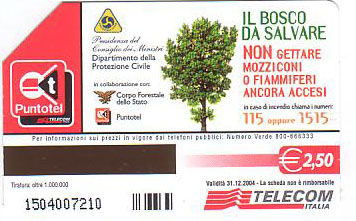 Presidenza del
Consiglio dei Ministri
Dipartimento della
Protezione Civile
in collaborazione con:
Corpo Forestale
dello Stato
Puntotel
Puntotel
TELECOM
IL BOSCO
DA SALVARE
NON GETTARE
MOZZICONI
O FIAMMIFERI
ANCORA ACCESI
in caso di incendio chiama i numeri:
115 oppure 1515
Per informazioni sui prezzi in vigore dai telefoni pubblici: Numero Verde 800-666333
€ 2,50
Tiratura: oltre 1.000.000
1504007210
Validità 31.12.2004 - La scheda non è rimborsabile
TELECOM
ITALIA